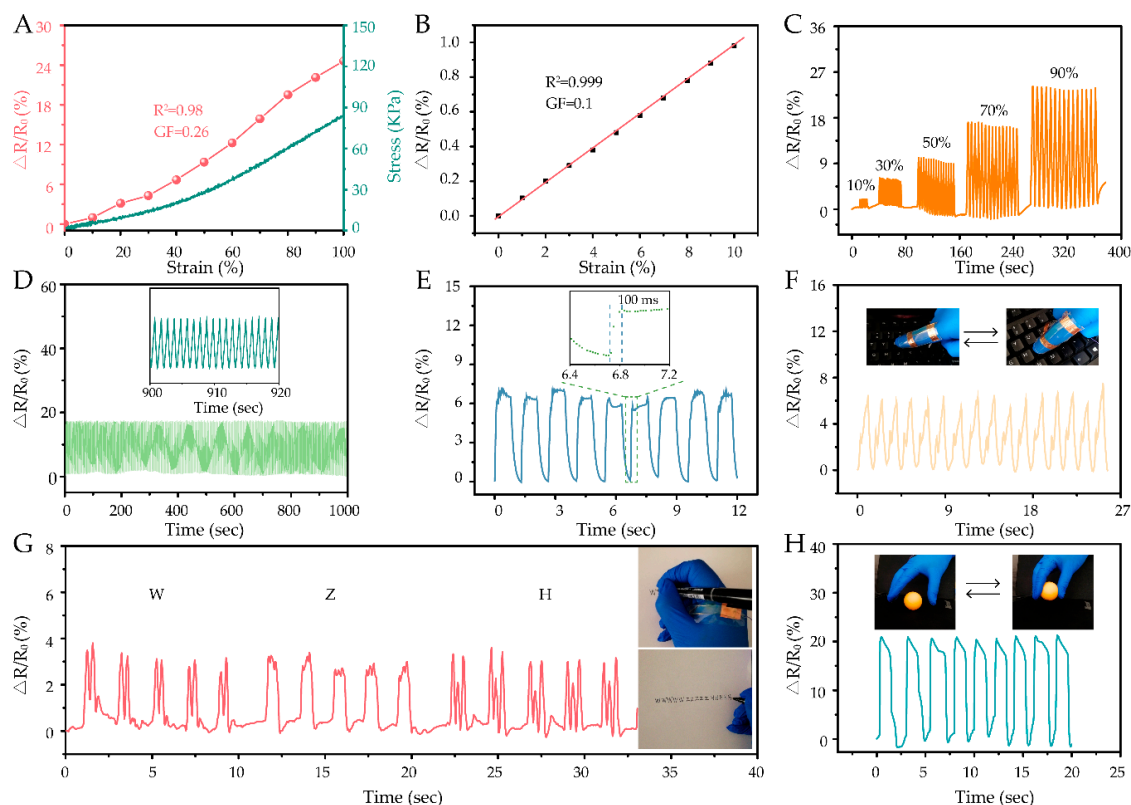 A
△R/R₀ (%)
30
24
18
12
6
0
R²=0.98
GF=0.26
150
120
90
60
30
0
Stress (KPa)
0 20 40 60 80 100
Strain (%)
B
△R/R₀ (%)
1.0
0.8
0.6
0.4
0.2
0.0
R²=0.999
GF=0.1
0 2 4 6 8 10
Strain (%)
C
△R/R₀ (%)
36
27
18
9
0
10%
30%
50%
70%
90%
0 80 160 240 320 400
Time (sec)
D
△R/R₀ (%)
60
40
20
0
900 910 920
Time (sec)
0 200 400 600 800 1000
Time (sec)
E
△R/R₀ (%)
15
12
9
6
3
0
100 ms
6.4 6.8 7.2
0 3 6 9 12
Time (sec)
F
△R/R₀ (%)
16
12
8
4
0
0 9 18 27
Time (sec)
G
△R/R₀ (%)
8
6
4
2
0
W Z H
0 5 10 15 20 25 30 35 40
Time (sec)
H
△R/R₀ (%)
40
30
20
10
0
0 5 10 15 20 25
Time (sec)